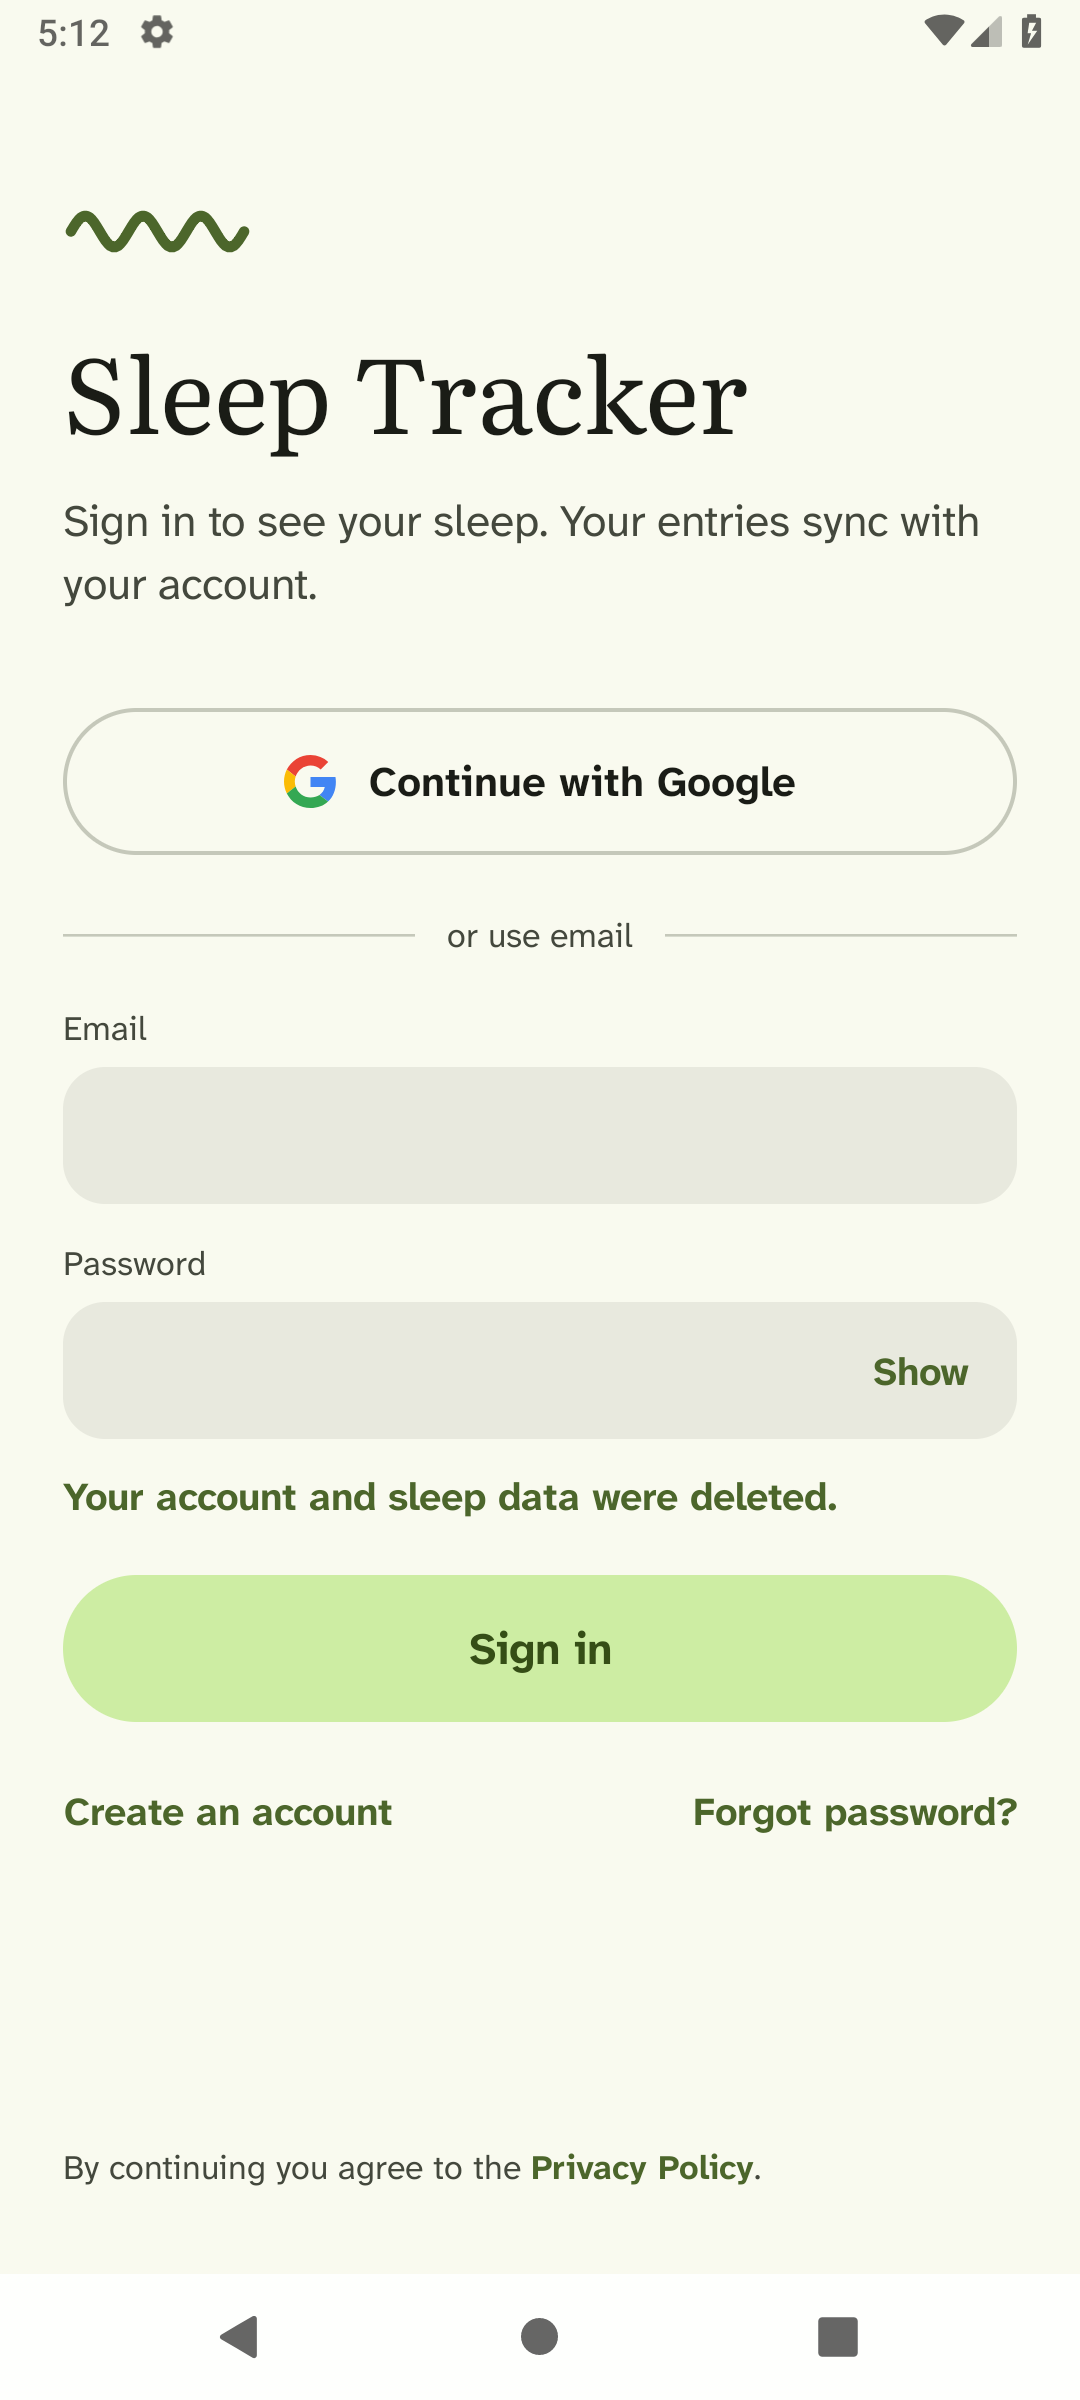 5:12
Sleep Tracker
Sign in to see your sleep. Your entries sync with
your account.
Continue with Google
or use email
Email
Password
Show
Your account and sleep data were deleted.
Sign in
Create an account
Forgot password?
By continuing you agree to the Privacy Policy.